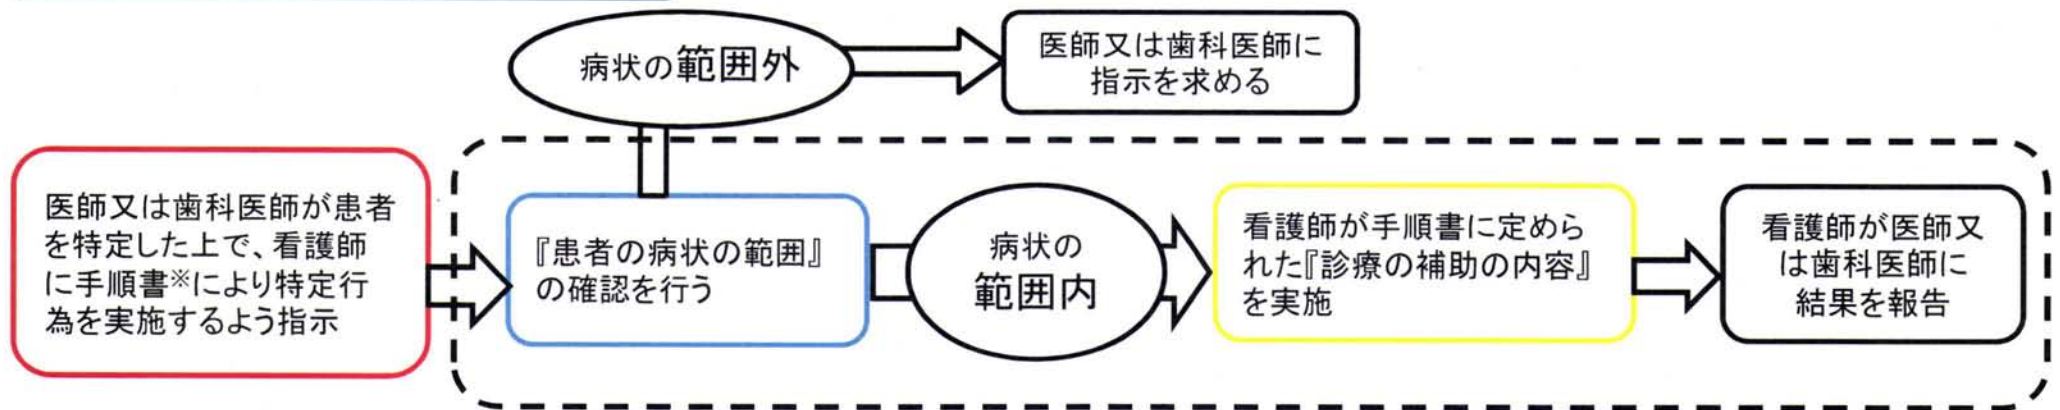 病状の範囲外
医師又は歯科医師に
指示を求める
医師又は歯科医師が患者
を特定した上で、看護師
に手順書※により特定行
為を実施するよう指示
『患者の病状の範囲』
の確認を行う
病状の
範囲内
看護師が手順書に定めら
れた『診療の補助の内容』
を実施
看護師が医師又
は歯科医師に
結果を報告